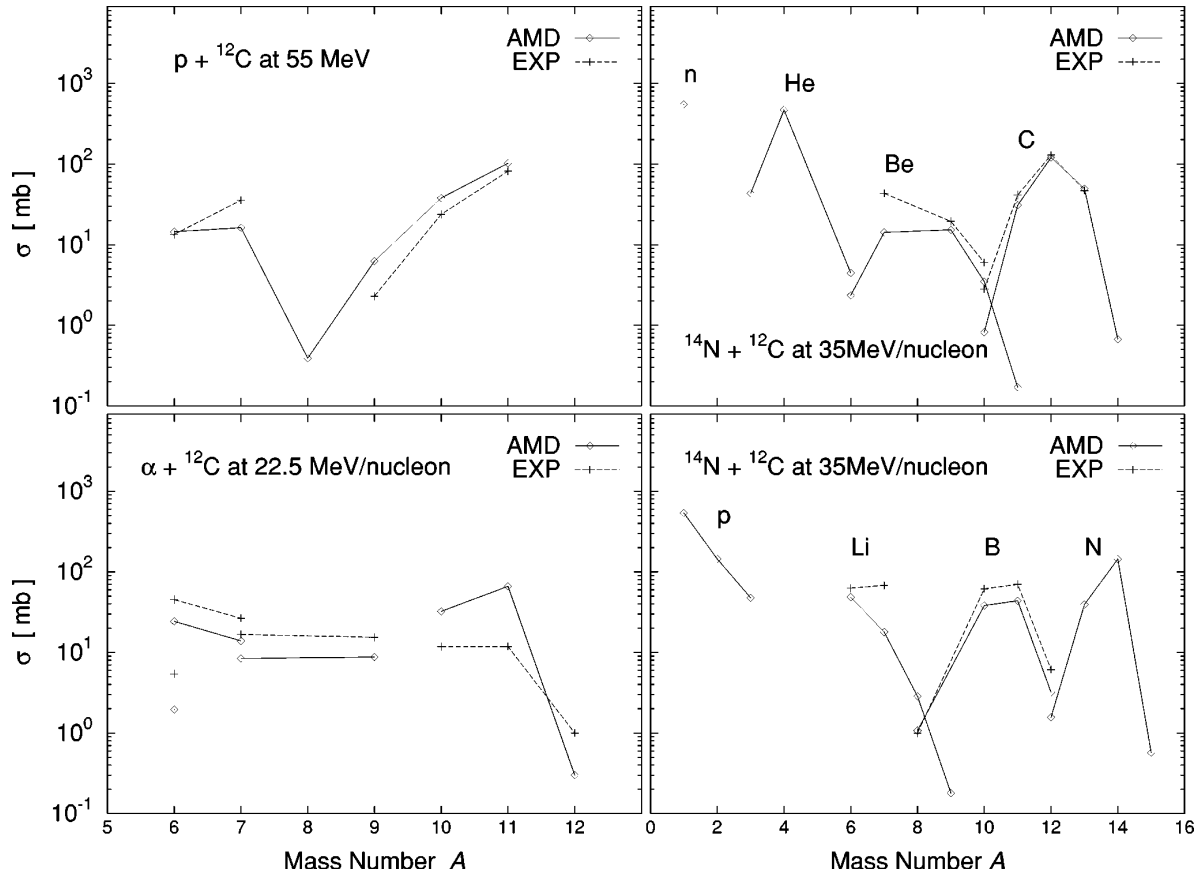 p + ¹²C at 55 MeV
AMD
EXP
σ [ mb]
10³
10²
10¹
10⁰
10⁻¹
AMD
EXP
n
He
Be
C
¹⁴N + ¹²C at 35MeV/nucleon
α + ¹²C at 22.5 MeV/nucleon
AMD
EXP
σ [ mb]
10³
10²
10¹
10⁰
10⁻¹
5 6 7 8 9 10 11 12
Mass Number A
¹⁴N + ¹²C at 35MeV/nucleon
AMD
EXP
p
Li
B
N
0 2 4 6 8 10 12 14 16
Mass Number A